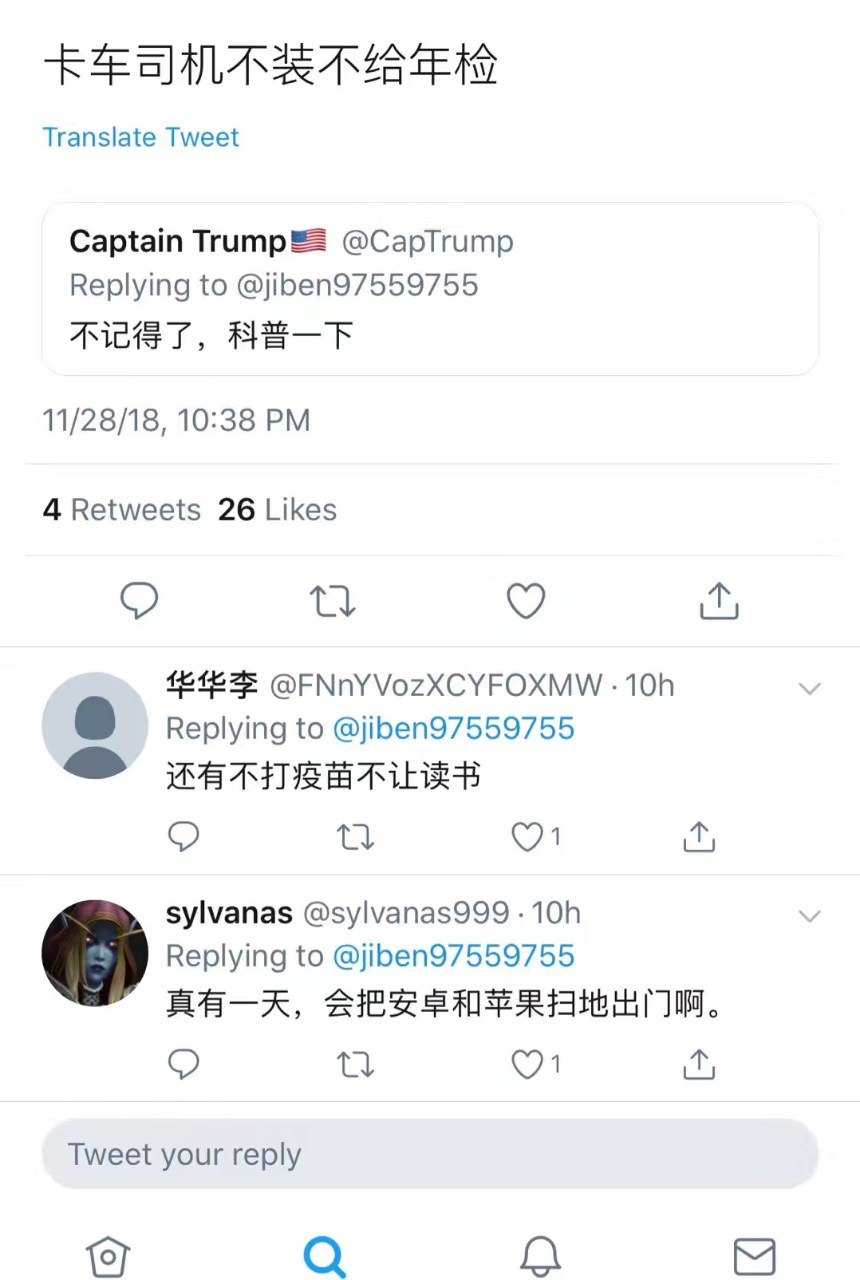 卡车司机不装不给年检
Translate Tweet
Captain Trump🇺🇸 @CapTrump
Replying to @jiben97559755
不记得了，科普一下
11/28/18, 10:38 PM
4 Retweets 26 Likes
华华李 @FNnYVozXCYFOXMW · 10h
Replying to @jiben97559755
还有不打疫苗不让读书
1
sylvanas @sylvanas999 · 10h
Replying to @jiben97559755
真有一天，会把安卓和苹果扫地出门啊。
1
Tweet your reply